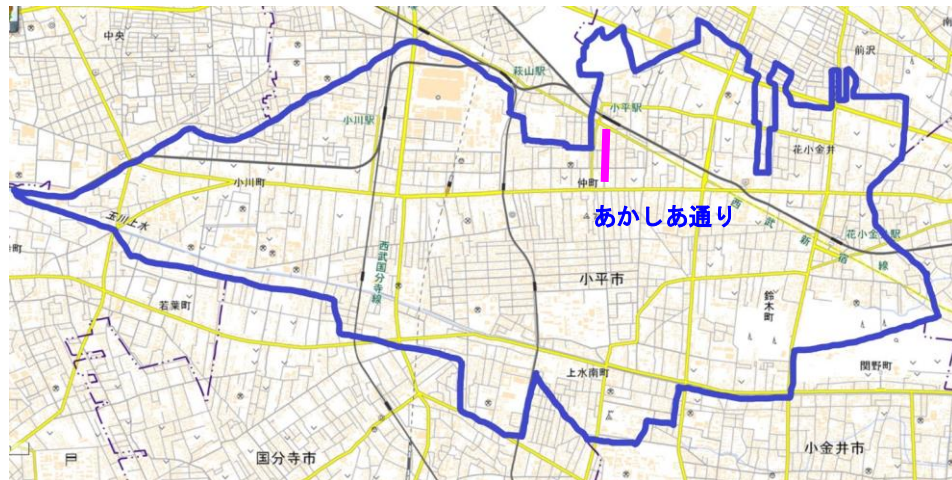 中央
前沢
萩山駅
小平駅
小川駅
花小金井
小川町
仲町
玉川上水
あかしあ通り
西武新宿線
花小金井駅
西武国分寺線
小平市
鈴木町
若葉町
上水南町
関野町
国分寺市
小金井市